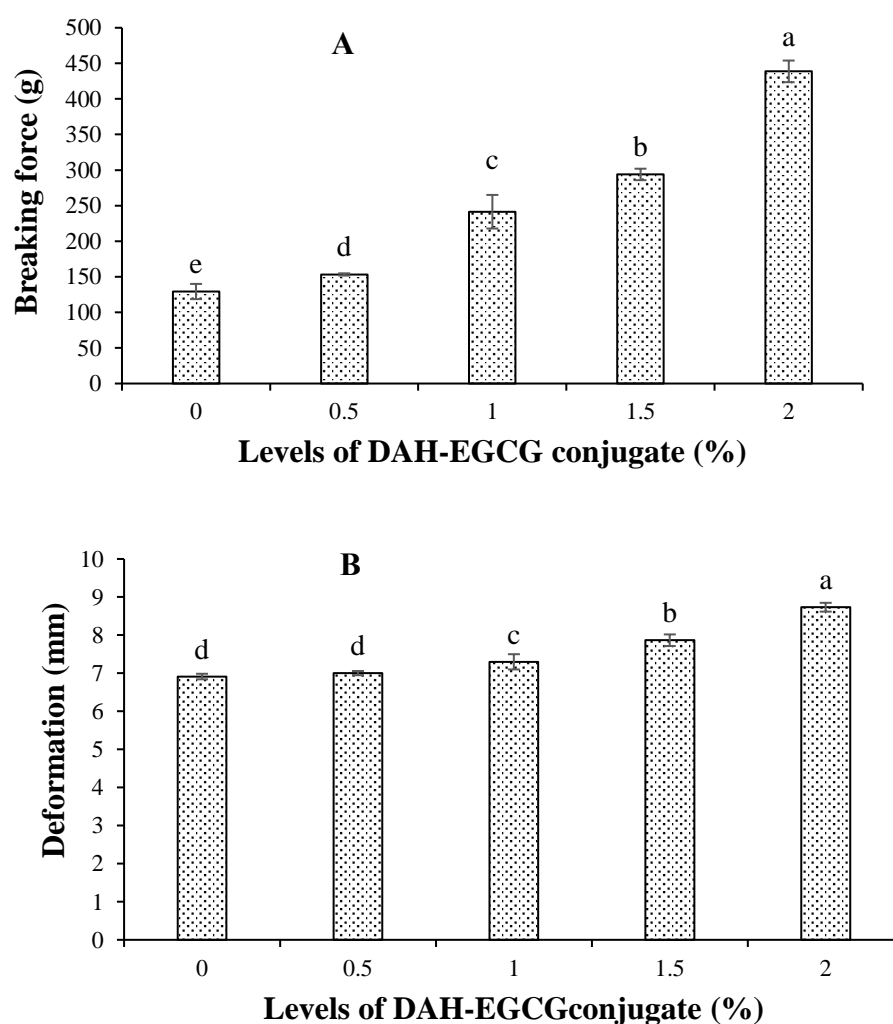 A
Breaking force (g)
500
450
400
350
300
250
200
150
100
50
0
e
d
c
b
a
0 0.5 1 1.5 2
Levels of DAH-EGCG conjugate (%)
B
Deformation (mm)
10
9
8
7
6
5
4
3
2
1
0
d
d
c
b
a
0 0.5 1 1.5 2
Levels of DAH-EGCGconjugate (%)